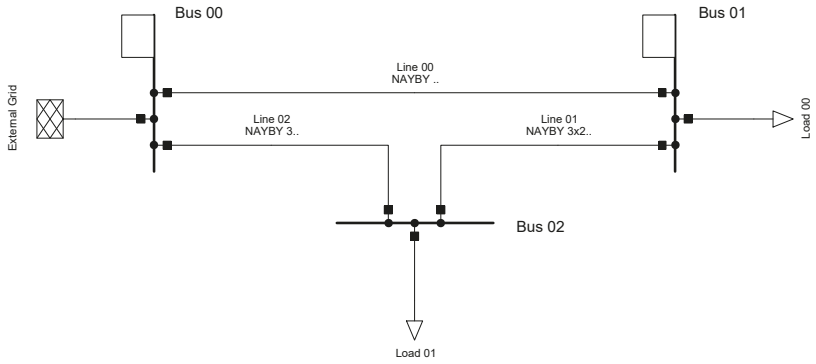 Bus 00
Bus 01
Line 00
NAYBY ..
External Grid
Line 02
NAYBY 3..
Line 01
NAYBY 3x2..
Load 00
Bus 02
Load 01